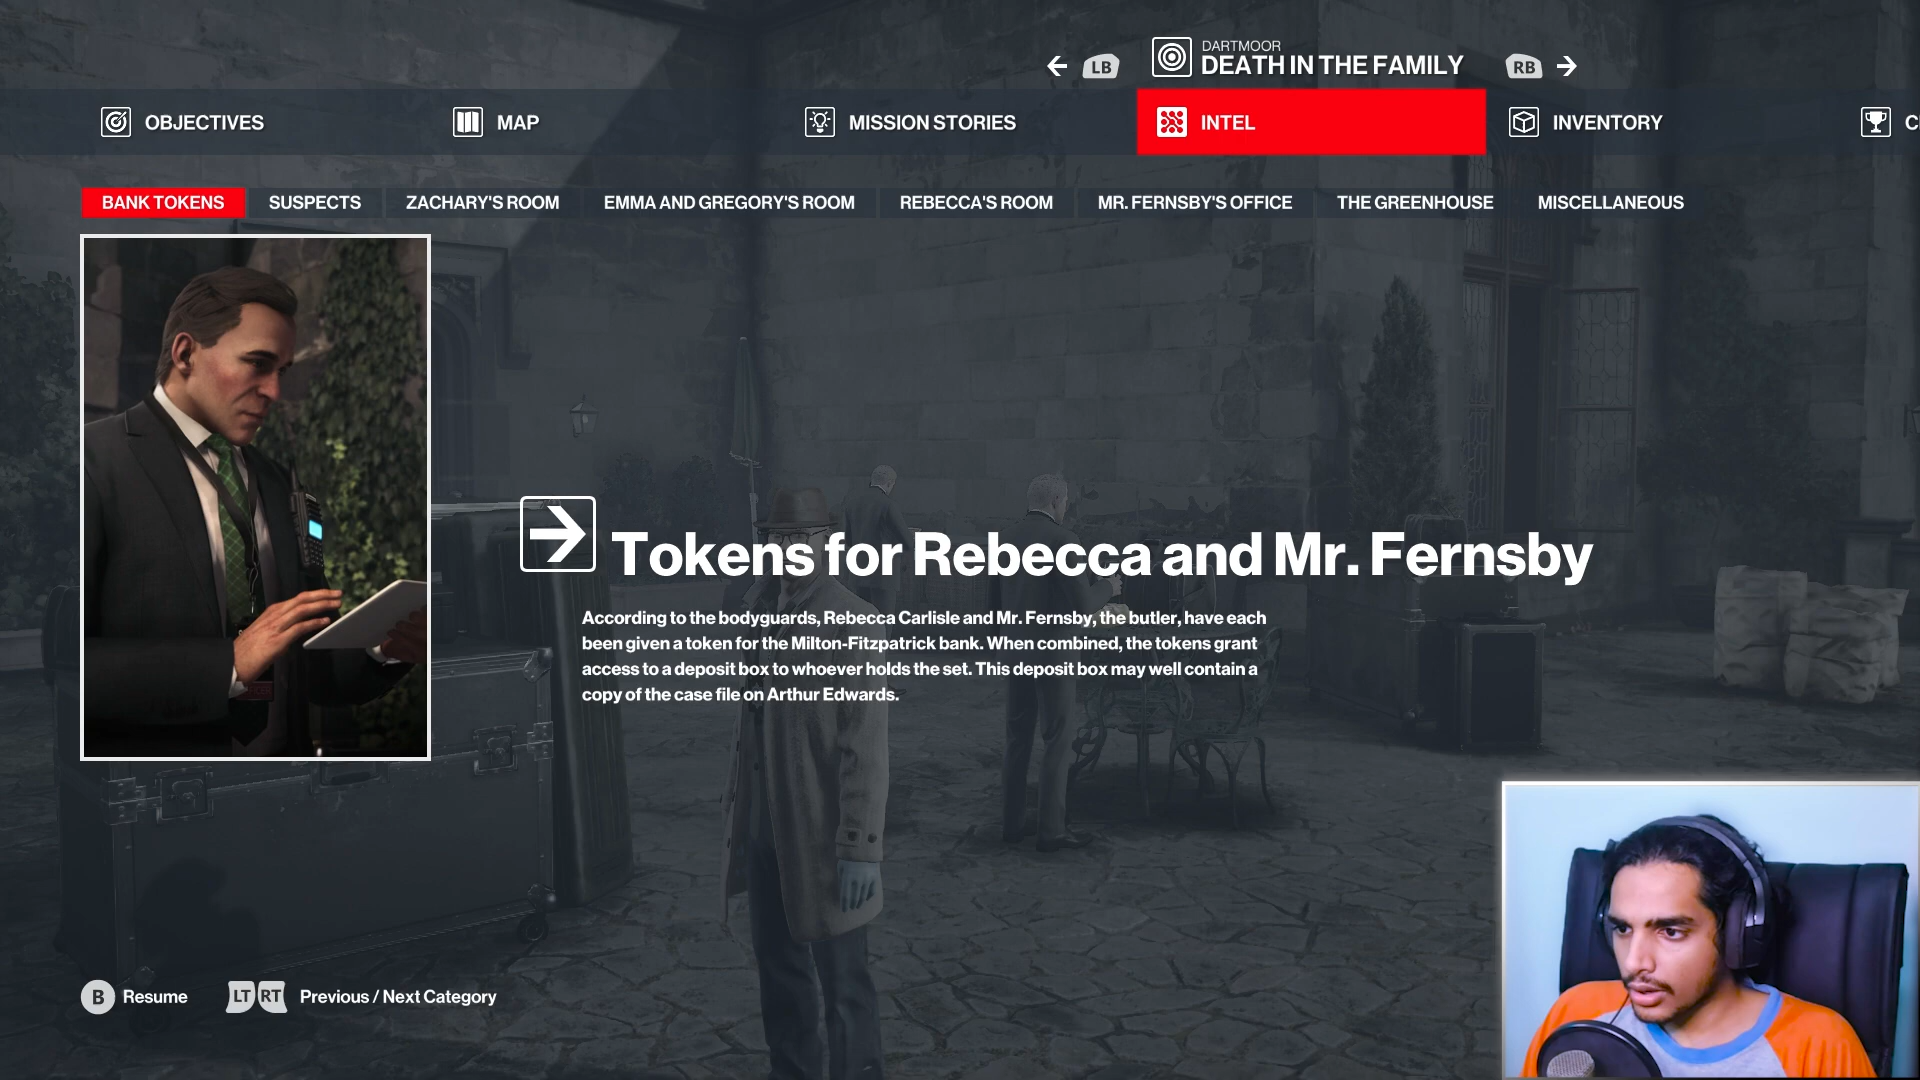 DARTMOOR
LB DEATH IN THE FAMILY RB
OBJECTIVES MAP MISSION STORIES INTEL INVENTORY
BANK TOKENS SUSPECTS ZACHARY'S ROOM EMMA AND GREGORY'S ROOM REBECCA'S ROOM MR. FERNSBY'S OFFICE THE GREENHOUSE MISCELLANEOUS
Tokens for Rebecca and Mr. Fernsby
According to the bodyguards, Rebecca Carlisle and Mr. Fernsby, the butler, have each
been given a token for the Milton-Fitzpatrick bank. When combined, the tokens grant
access to a deposit box to whoever holds the set. This deposit box may well contain a
copy of the case file on Arthur Edwards.
B Resume LT RT Previous / Next Category